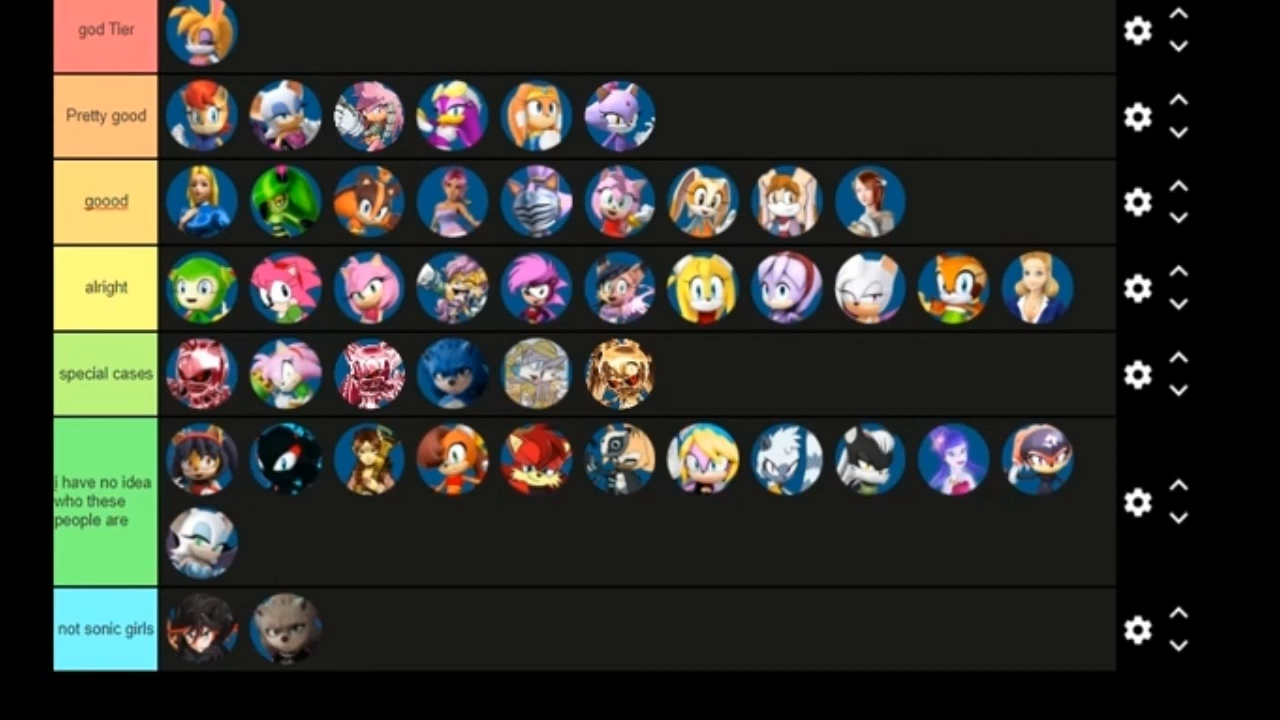 god Tier
Pretty good
goood
alright
special cases
i have no idea
who these
people are
not sonic girls